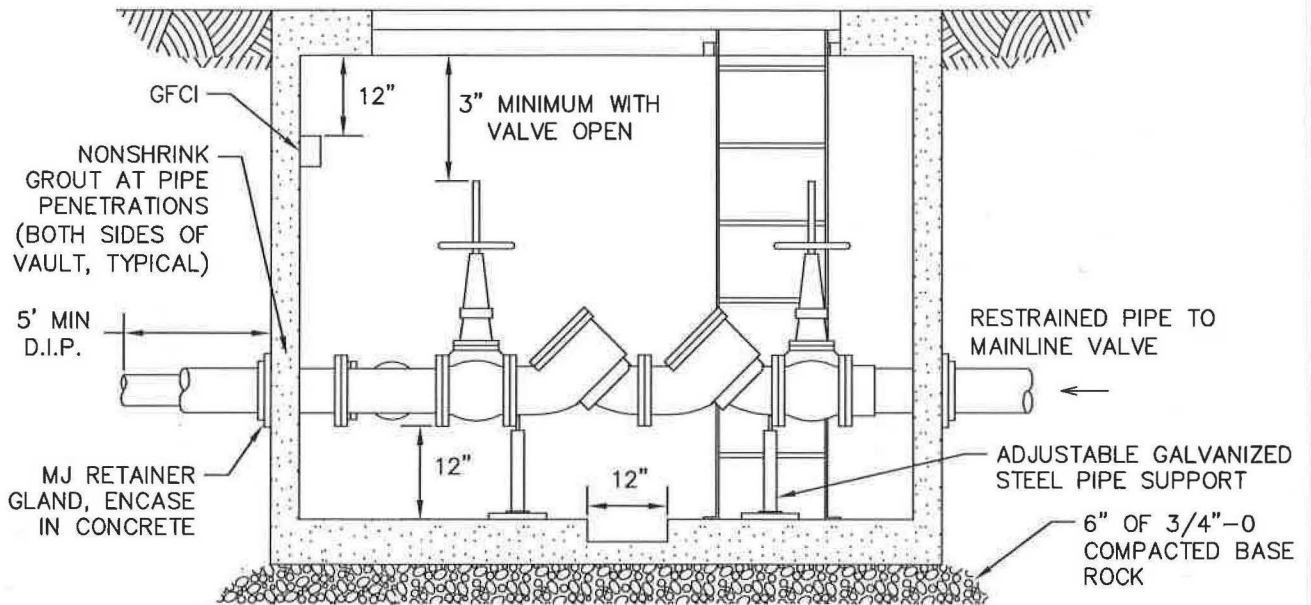 GFCI
12"
3" MINIMUM WITH
VALVE OPEN
NONSHRINK
GROUT AT PIPE
PENETRATIONS
(BOTH SIDES OF
VAULT, TYPICAL)
5' MIN
D.I.P.
RESTRAINED PIPE TO
MAINLINE VALVE
MJ RETAINER
GLAND, ENCASE
IN CONCRETE
12"
12"
ADJUSTABLE GALVANIZED
STEEL PIPE SUPPORT
6" OF 3/4"-0
COMPACTED BASE
ROCK